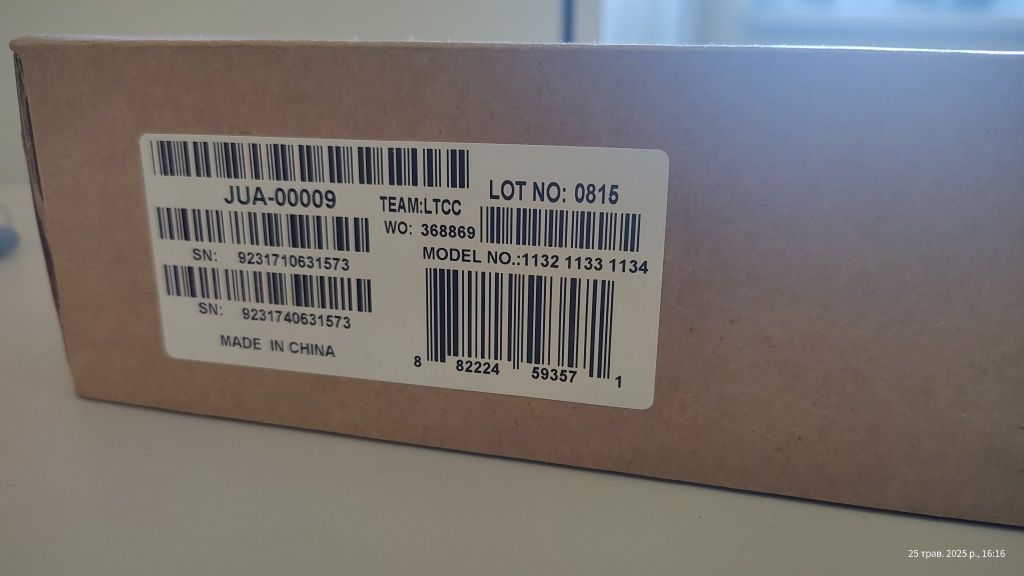 JUA-00009
TEAM:LTCC
LOT NO: 0815
WO: 368869
SN: 9231710631573
MODEL NO.:1132 1133 1134
SN: 9231740631573
MADE IN CHINA
8 82224 59357 1
25 трав. 2025 р., 16:16